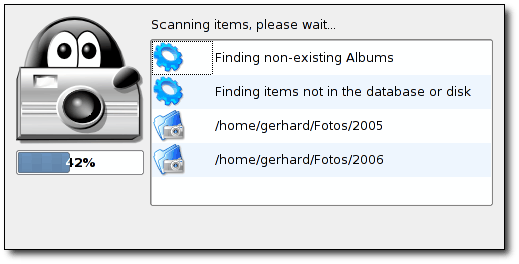 Scanning items, please wait...
Finding non-existing Albums
Finding items not in the database or disk
/home/gerhard/Fotos/2005
/home/gerhard/Fotos/2006
42%